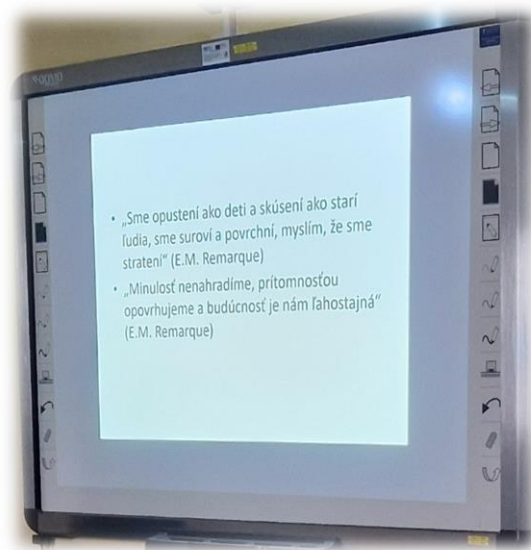 QOMO
• „Sme opustení ako deti a skúsení ako starí
ľudia, sme suroví a povrchní, myslím, že sme
stratení“ (E.M. Remarque)
• „Minulosť nenahradíme, prítomnosťou
opovrhujeme a budúcnosť je nám ľahostajná“
(E.M. Remarque)